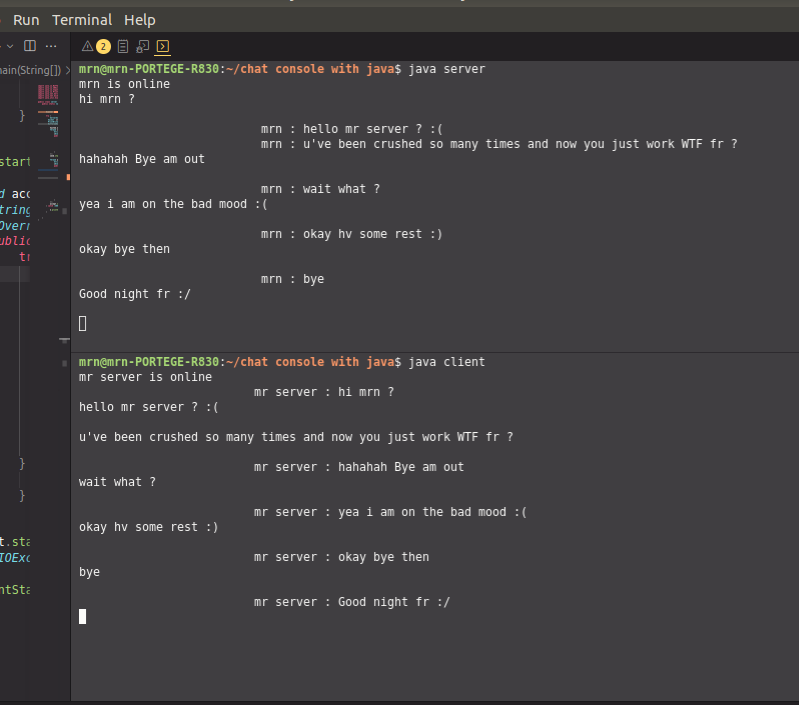 Run Terminal Help
2
ain(String[])
mrn@mrn-PORTEGE-R830:~/chat console with java$ java server
mrn is online
hi mrn ?
}
mrn : hello mr server ? :(
mrn : u've been crushed so many times and now you just work WTF fr ?
start
hahahah Bye am out
d acc
mrn : wait what ?
tring
yea i am on the bad mood :(
Overr
ublic
mrn : okay hv some rest :)
tr
okay bye then
mrn : bye
Good night fr :/
mrn@mrn-PORTEGE-R830:~/chat console with java$ java client
mr server is online
mr server : hi mrn ?
hello mr server ? :(
u've been crushed so many times and now you just work WTF fr ?
}
mr server : hahahah Bye am out
wait what ?
}
mr server : yea i am on the bad mood :(
okay hv some rest :)
t.sta
IOExc
mr server : okay bye then
bye
ntSta
mr server : Good night fr :/